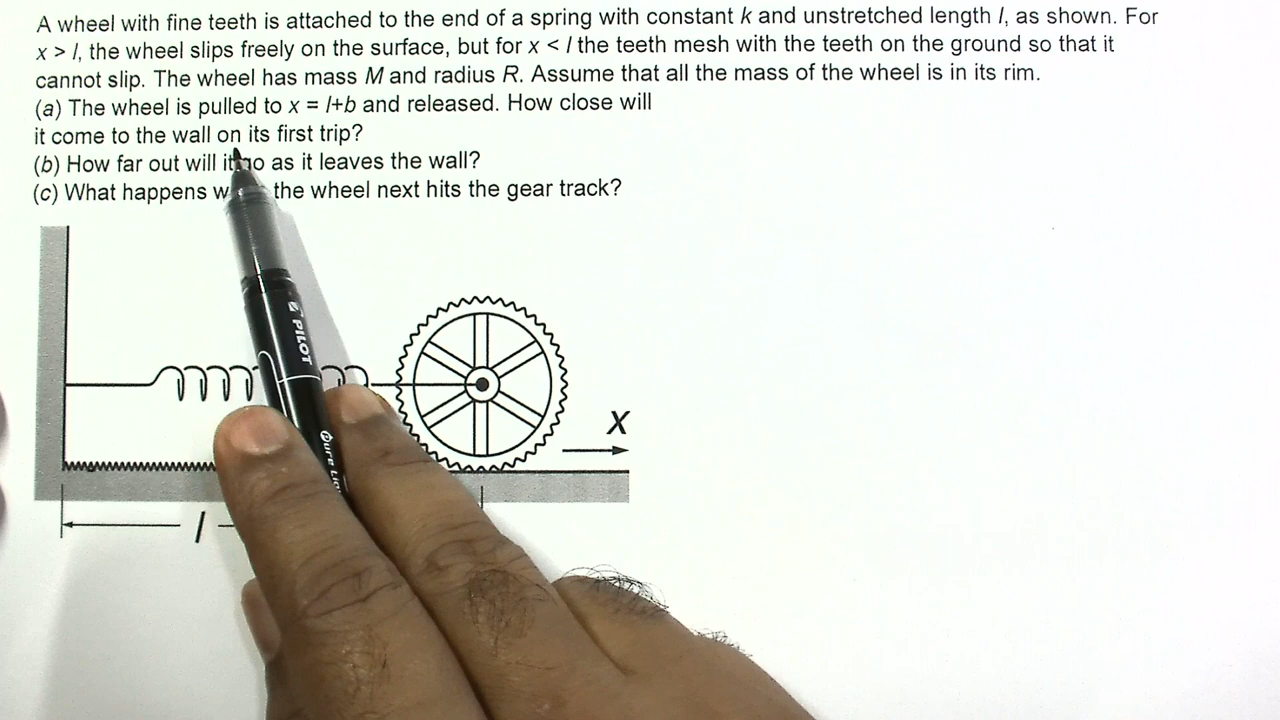 A wheel with fine teeth is attached to the end of a spring with constant k and unstretched length l, as shown. For
x > l, the wheel slips freely on the surface, but for x < l the teeth mesh with the teeth on the ground so that it
cannot slip. The wheel has mass M and radius R. Assume that all the mass of the wheel is in its rim.
(a) The wheel is pulled to x = l+b and released. How close will
it come to the wall on its first trip?
(b) How far out will it go as it leaves the wall?
(c) What happens the wheel next hits the gear track?
PILOT
X
l